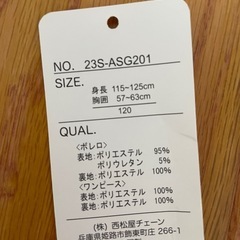 NO. 23S-ASG201
SIZE.
身長 115~125cm
胸囲 57~63cm
120
QUAL.
<ボレロ>
表地:ポリエステル 95%
ポリウレタン 5%
裏地:ポリエステル 100%
<ワンピース>
表地:ポリエステル 100%
裏地:ポリエステル 100%
(株) 西松屋チェーン
兵庫県姫路市飾東町庄 266-1